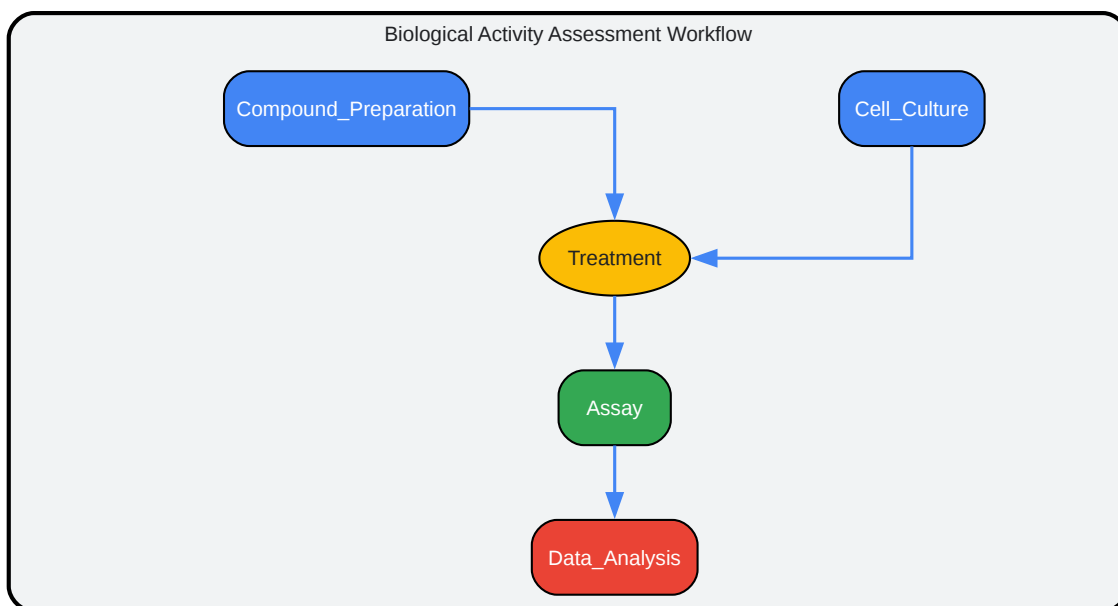 Biological Activity Assessment Workflow
Compound_Preparation
Cell_Culture
Treatment
Assay
Data_Analysis